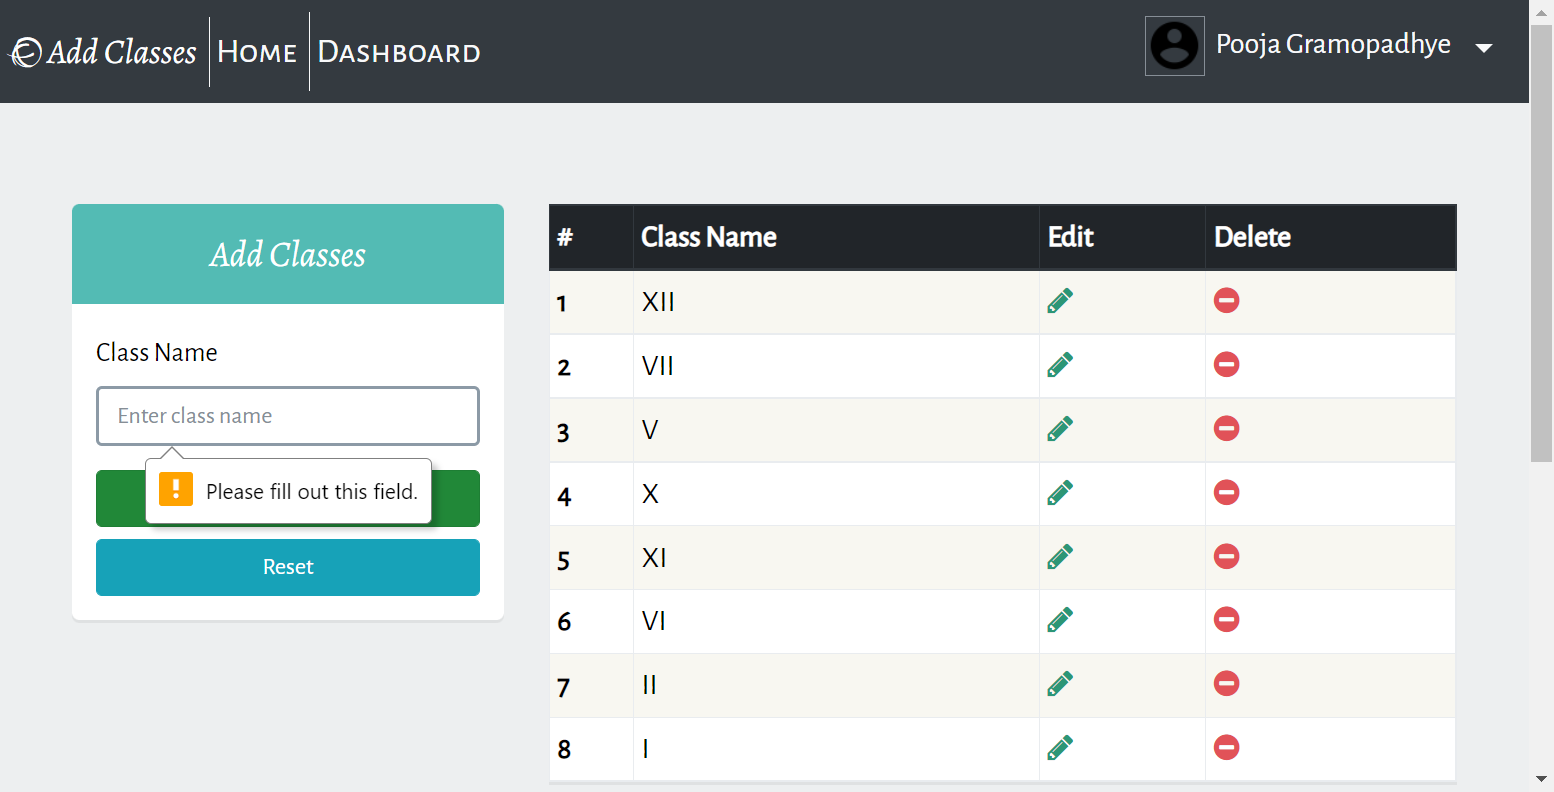 Add Classes Home Dashboard Pooja Gramopadhye
Add Classes
Class Name
Enter class name
Please fill out this field.
Reset
# Class Name Edit Delete
1 XII
2 VII
3 V
4 X
5 XI
6 VI
7 II
8 I